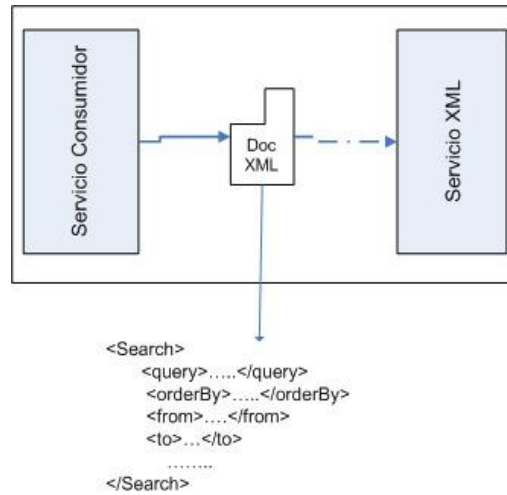 Servicio Consumidor
Doc
XML
Servicio XML
<Search>
<query>…..</query>
<orderBy>…..</orderBy>
<from>….</from>
<to>…</to>
……..
</Search>